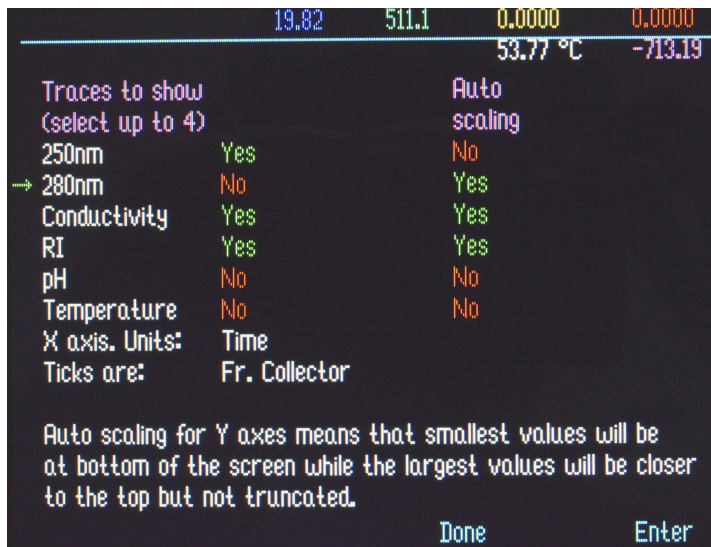 19.82 511.1 0.0000 0.0000
53.77 °C -713.19
Traces to show Auto
(select up to 4) scaling
250nm Yes No
→ 280nm No Yes
Conductivity Yes Yes
RI Yes Yes
pH No No
Temperature No No
X axis. Units: Time
Ticks are: Fr. Collector
Auto scaling for Y axes means that smallest values will be
at bottom of the screen while the largest values will be closer
to the top but not truncated.
Done Enter